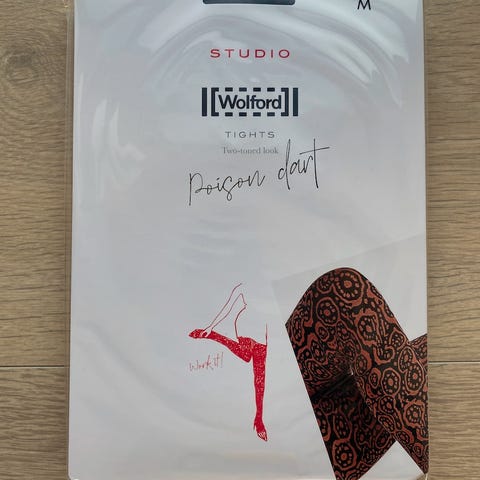 M
STUDIO
Wolford
TIGHTS
Two-toned look
poison dart
Work it!